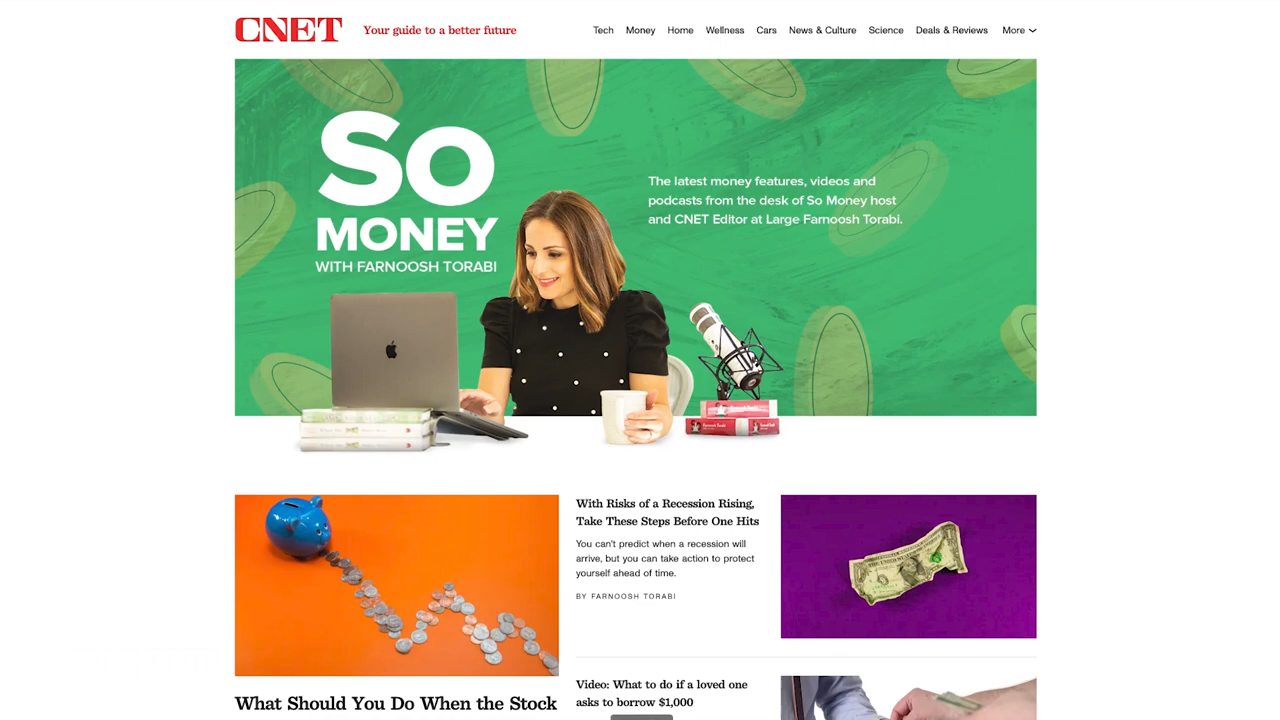 CNET
Your guide to a better future
Tech Money Home Wellness Cars News & Culture Science Deals & Reviews More
So
MONEY
WITH FARNOOSH TORABI
The latest money features, videos and
podcasts from the desk of So Money host
and CNET Editor at Large Farnoosh Torabi.
With Risks of a Recession Rising,
Take These Steps Before One Hits
You can't predict when a recession will
arrive, but you can take action to protect
yourself ahead of time.
BY FARNOOSH TORABI
What Should You Do When the Stock
Video: What to do if a loved one
asks to borrow $1,000